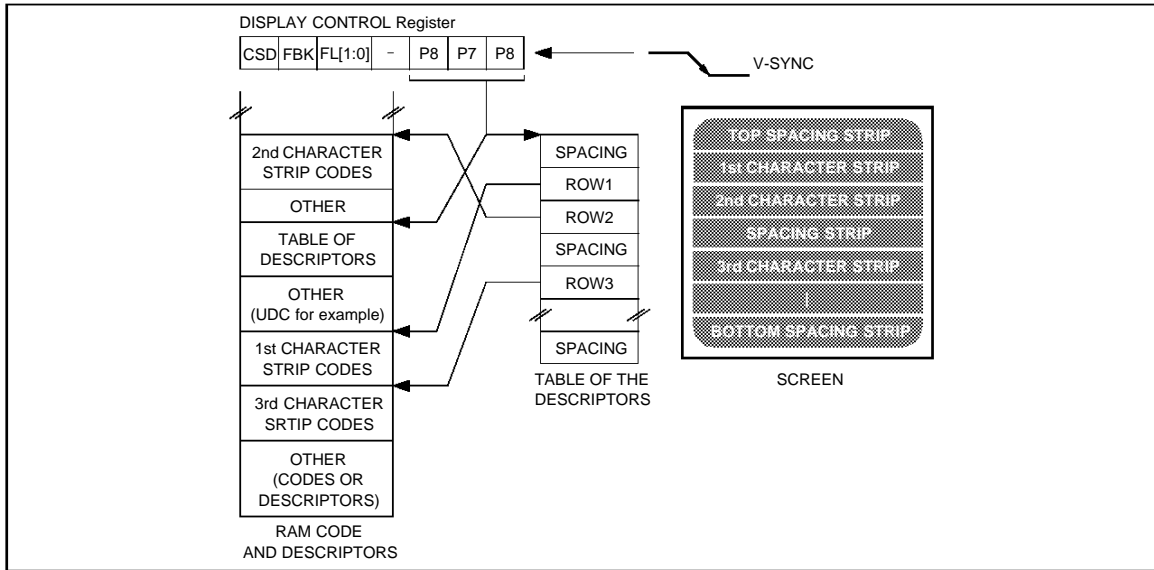 DISPLAY CONTROL Register
CSD FBK FL[1:0] - P8 P7 P8
V-SYNC
2nd CHARACTER
STRIP CODES
OTHER
TABLE OF
DESCRIPTORS
OTHER
(UDC for example)
1st CHARACTER
STRIP CODES
3rd CHARACTER
SRTIP CODES
OTHER
(CODES OR
DESCRIPTORS)
RAM CODE
AND DESCRIPTORS
SPACING
ROW1
ROW2
SPACING
ROW3
SPACING
TABLE OF THE
DESCRIPTORS
TOP SPACING STRIP
1st CHARACTER STRIP
2nd CHARACTER STRIP
SPACING STRIP
3rd CHARACTER STRIP
BOTTOM SPACING STRIP
SCREEN